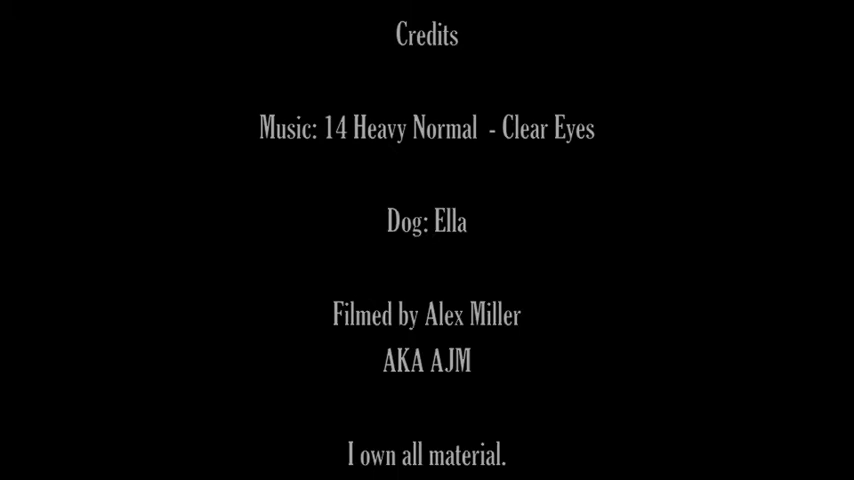 Credits
Music: 14 Heavy Normal - Clear Eyes
Dog: Ella
Filmed by Alex Miller
AKA AJM
I own all material.